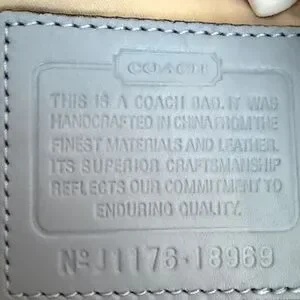 COACH
THIS IS A COACH BAG. IT WAS
HANDCRAFTED IN CHINA FROM THE
FINEST MATERIALS AND LEATHER.
ITS SUPERIOR CRAFTSMANSHIP
REFLECTS OUR COMMITMENT TO
ENDURING QUALITY.
Nº J1176-18969